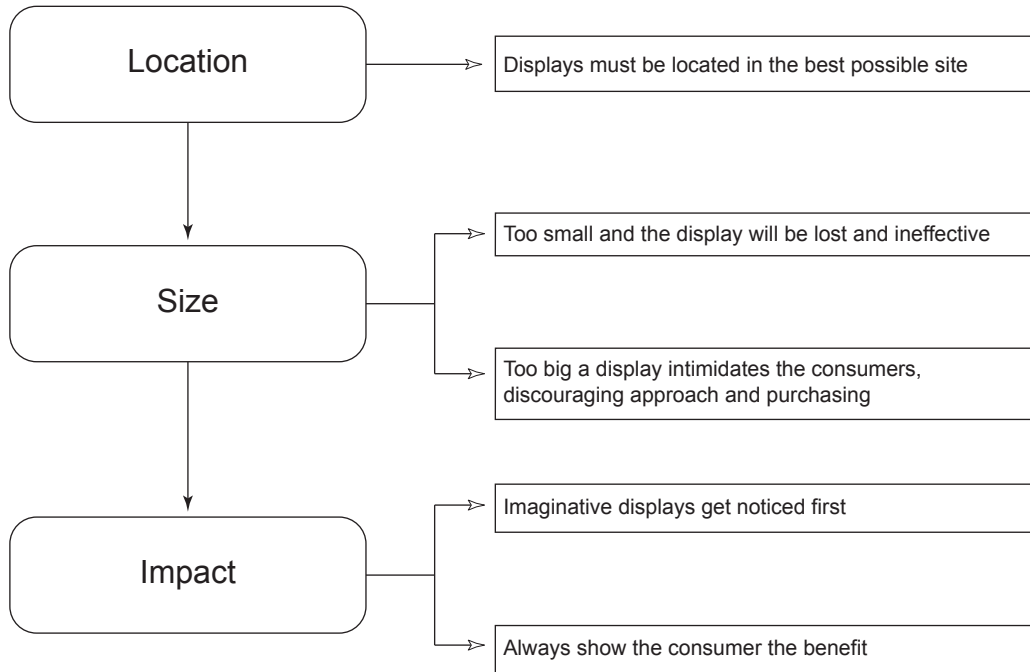 Location
Displays must be located in the best possible site
Size
Too small and the display will be lost and ineffective
Too big a display intimidates the consumers,
discouraging approach and purchasing
Impact
Imaginative displays get noticed first
Always show the consumer the benefit